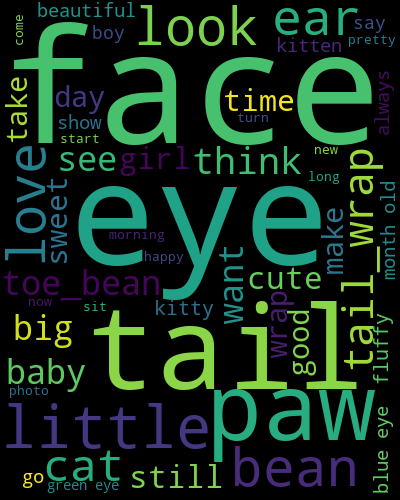 come
beautiful
boy
look
ear
say
kitten
pretty
face
take
day
show
start
time
turn
always
love
see
girl
think
new
long
sweet
eye
morning
happy
want
make
tail_wrap
month old
toe_bean
now
sit
kitty
cute
wrap
big
tail
good
fluffy
baby
photo
little
paw
blue eye
go
cat
green eye
still
bean